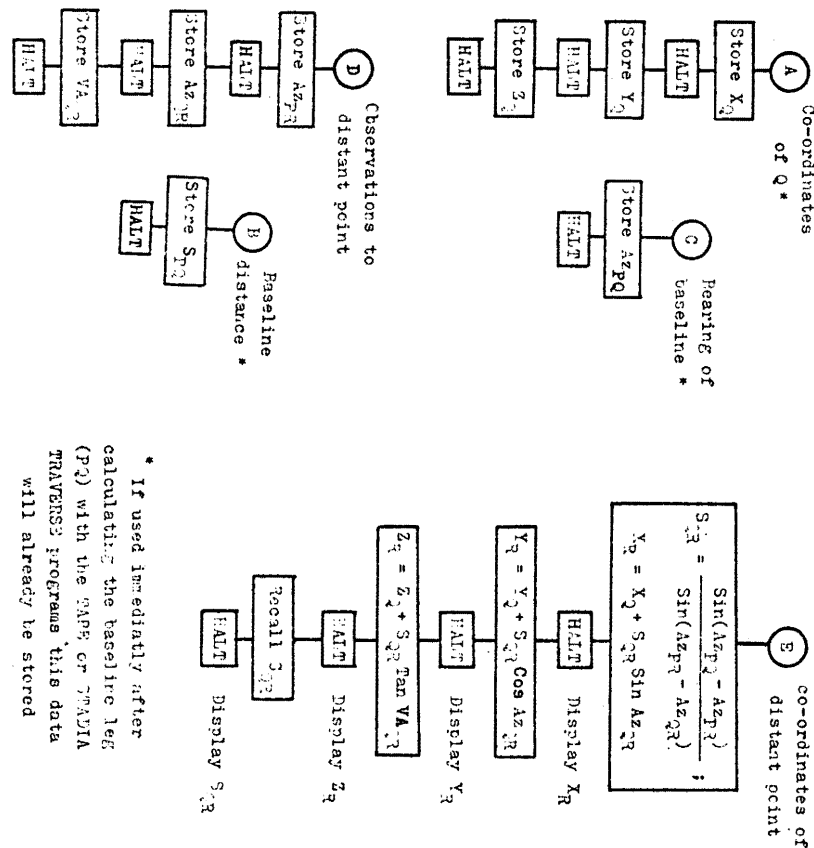 Co-ordinates
of Q *
A
Store X_Q
HALT
Store Y_Q
HALT
Store Z_Q
HALT
Bearing of
baseline *
C
Store Az_PQ
HALT
Observations to
distant point
D
Store Az_PR
HALT
Store Az_QR
HALT
Store VA_QR
HALT
Baseline
distance *
B
Store S_PQ
HALT
co-ordinates of
distant point
E
S_QR = Sin(Az_PQ - Az_PR) / Sin(Az_PR - Az_QR) ;
X_R = X_Q + S_QR Sin Az_QR
HALT Display X_R
Y_R = Y_Q + S_QR Cos Az_QR
HALT Display Y_R
Z_R = Z_Q + S_QR Tan VA_QR
HALT Display Z_R
Recall S_QR
HALT Display S_QR
* If used immediatly after
calculating the baseline leg
(PQ) with the TAPE or STADIA
TRAVERSE programs this data
will already be stored